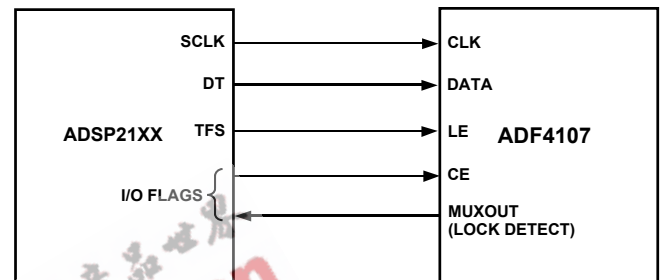 SCLK
CLK
DT
DATA
ADSP21XX
TFS
LE
ADF4107
CE
I/O FLAGS
MUXOUT
(LOCK DETECT)